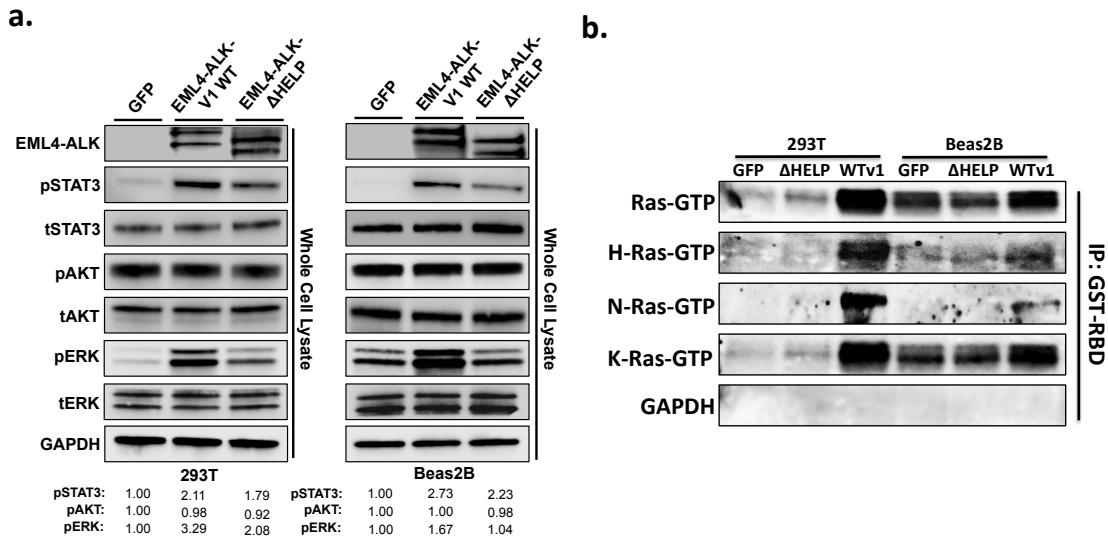 a.
GFP
EML4-ALK-
V1 WT
EML4-ALK-
ΔHELP
GFP
EML4-ALK-
V1 WT
EML4-ALK-
ΔHELP
EML4-ALK
pSTAT3
tSTAT3
pAKT
tAKT
pERK
tERK
GAPDH
Whole Cell Lysate
Whole Cell Lysate
293T
Beas2B
pSTAT3: 1.00 2.11 1.79
pAKT: 1.00 0.98 0.92
pERK: 1.00 3.29 2.08
pSTAT3: 1.00 2.73 2.23
pAKT: 1.00 1.00 0.98
pERK: 1.00 1.67 1.04
b.
293T Beas2B
GFP ΔHELP WTv1 GFP ΔHELP WTv1
Ras-GTP
H-Ras-GTP
N-Ras-GTP
K-Ras-GTP
GAPDH
IP: GST-RBD